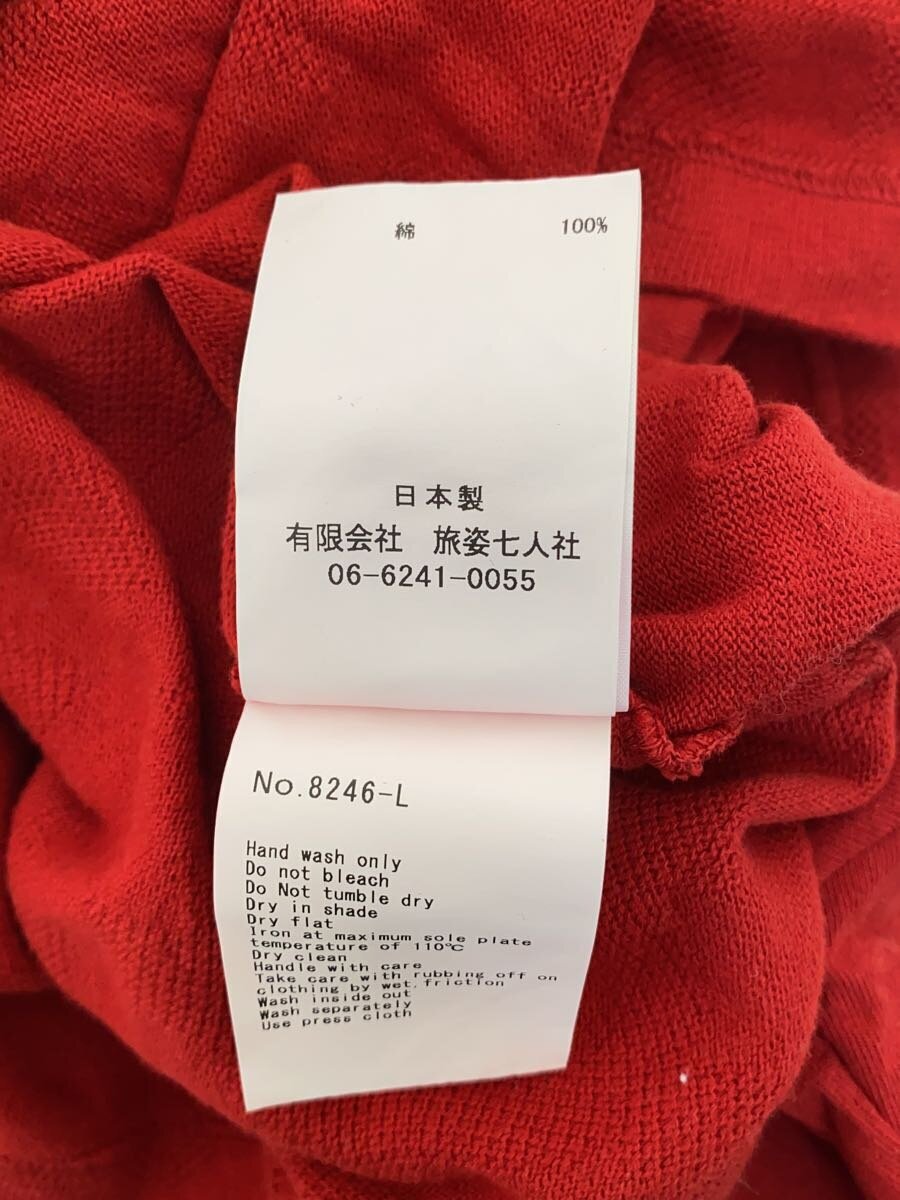 綿 100%
日本製
有限会社 旅姿七人社
06-6241-0055
No.8246-L
Hand wash only
Do not bleach
Do Not tumble dry
Dry in shade
Dry flat
Iron at maximum sole plate
temperature of 110℃
Dry clean
Handle with care
Take care with rubbing off on
clothing by wet,friction
Wash inside out
Wash separately
Use press cloth